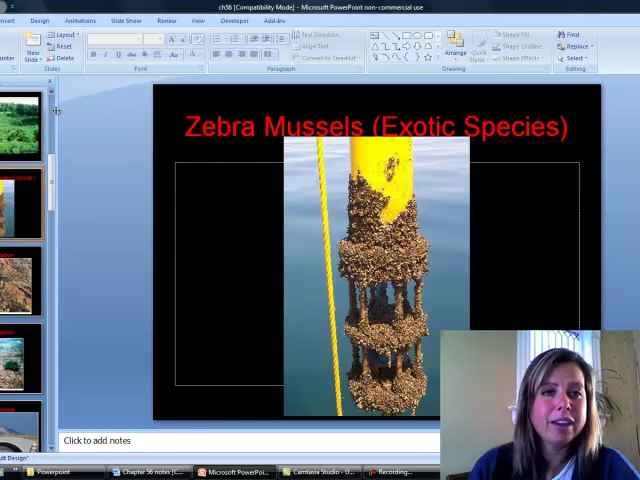 ch56 [Compatibility Mode] - Microsoft PowerPoint non-commercial use
Insert Design Animations Slide Show Review View Developer Add-Ins
Layout
Reset
Delete
New
Slide
Text Direction
Align Text
Convert to SmartArt
Arrange
Quick
Styles
Shape Fill
Shape Outline
Shape Effects
Find
Replace
Select
Slides Font Paragraph Drawing Editing
Zebra Mussels (Exotic Species)
Click to add notes
Powerpoint
Chapter 56 notes [C...
Microsoft PowerPoi...
Camtasia Studio - U...
Recording...